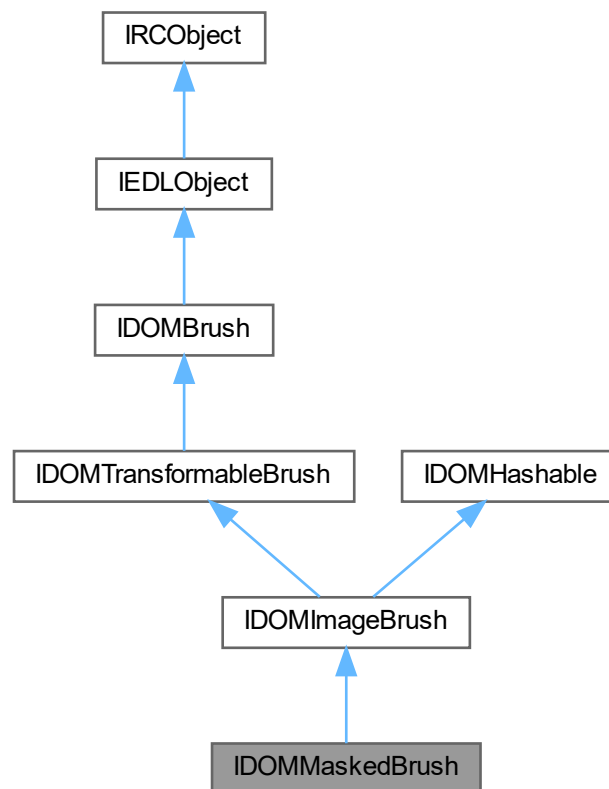 IRCObject
IEDLObject
IDOMBrush
IDOMTransformableBrush
IDOMHashable
IDOMImageBrush
IDOMMaskedBrush